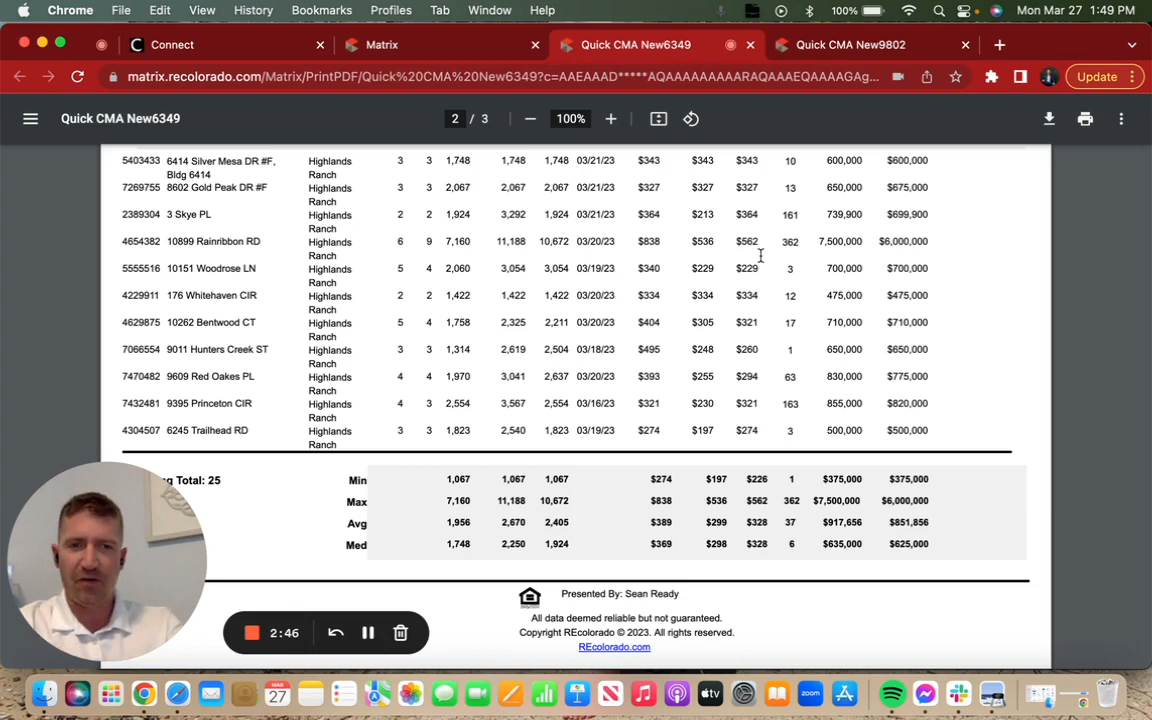 Chrome File Edit View History Bookmarks Profiles Tab Window Help 100% Mon Mar 27 1:49 PM
Connect Matrix Quick CMA New6349 Quick CMA New9802
matrix.recolorado.com/Matrix/PrintPDF/Quick%20CMA%20New6349?c=AAEAAAD*****AQAAAAAAAAARAQAAAEQAAAAGAg... Update
Quick CMA New6349 2 / 3 100%
5403433 6414 Silver Mesa DR #F, Highlands 3 3 1,748 1,748 1,748 03/21/23 $343 $343 $343 10 600,000 $600,000
Bldg 6414 Ranch
7269755 8602 Gold Peak DR #F Highlands 3 3 2,067 2,067 2,067 03/21/23 $327 $327 $327 13 650,000 $675,000
Ranch
2389304 3 Skye PL Highlands 2 2 1,924 3,292 1,924 03/21/23 $364 $213 $364 161 739,900 $699,900
Ranch
4654382 10899 Rainribbon RD Highlands 6 9 7,160 11,188 10,672 03/20/23 $838 $536 $562 362 7,500,000 $6,000,000
Ranch
5555516 10151 Woodrose LN Highlands 5 4 2,060 3,054 3,054 03/19/23 $340 $229 $229 3 700,000 $700,000
Ranch
4229911 176 Whitehaven CIR Highlands 2 2 1,422 1,422 1,422 03/20/23 $334 $334 $334 12 475,000 $475,000
Ranch
4629875 10262 Bentwood CT Highlands 5 4 1,758 2,325 2,211 03/20/23 $404 $305 $321 17 710,000 $710,000
Ranch
7066554 9011 Hunters Creek ST Highlands 3 3 1,314 2,619 2,504 03/18/23 $495 $248 $260 1 650,000 $650,000
Ranch
7470482 9609 Red Oakes PL Highlands 4 4 1,970 3,041 2,637 03/20/23 $393 $255 $294 63 830,000 $775,000
Ranch
7432481 9395 Princeton CIR Highlands 4 3 2,554 3,567 2,554 03/16/23 $321 $230 $321 163 855,000 $820,000
Ranch
4304507 6245 Trailhead RD Highlands 3 3 1,823 2,540 1,823 03/19/23 $274 $197 $274 3 500,000 $500,000
Ranch
g Total: 25 Min 1,067 1,067 1,067 $274 $197 $226 1 $375,000 $375,000
Max 7,160 11,188 10,672 $838 $536 $562 362 $7,500,000 $6,000,000
Avg 1,956 2,670 2,405 $389 $299 $328 37 $917,656 $851,856
Med 1,748 2,250 1,924 $369 $298 $328 6 $635,000 $625,000
Presented By: Sean Ready
All data deemed reliable but not guaranteed.
Copyright REcolorado © 2023. All rights reserved.
REcolorado.com
2:46
MAR 27 tv zoom